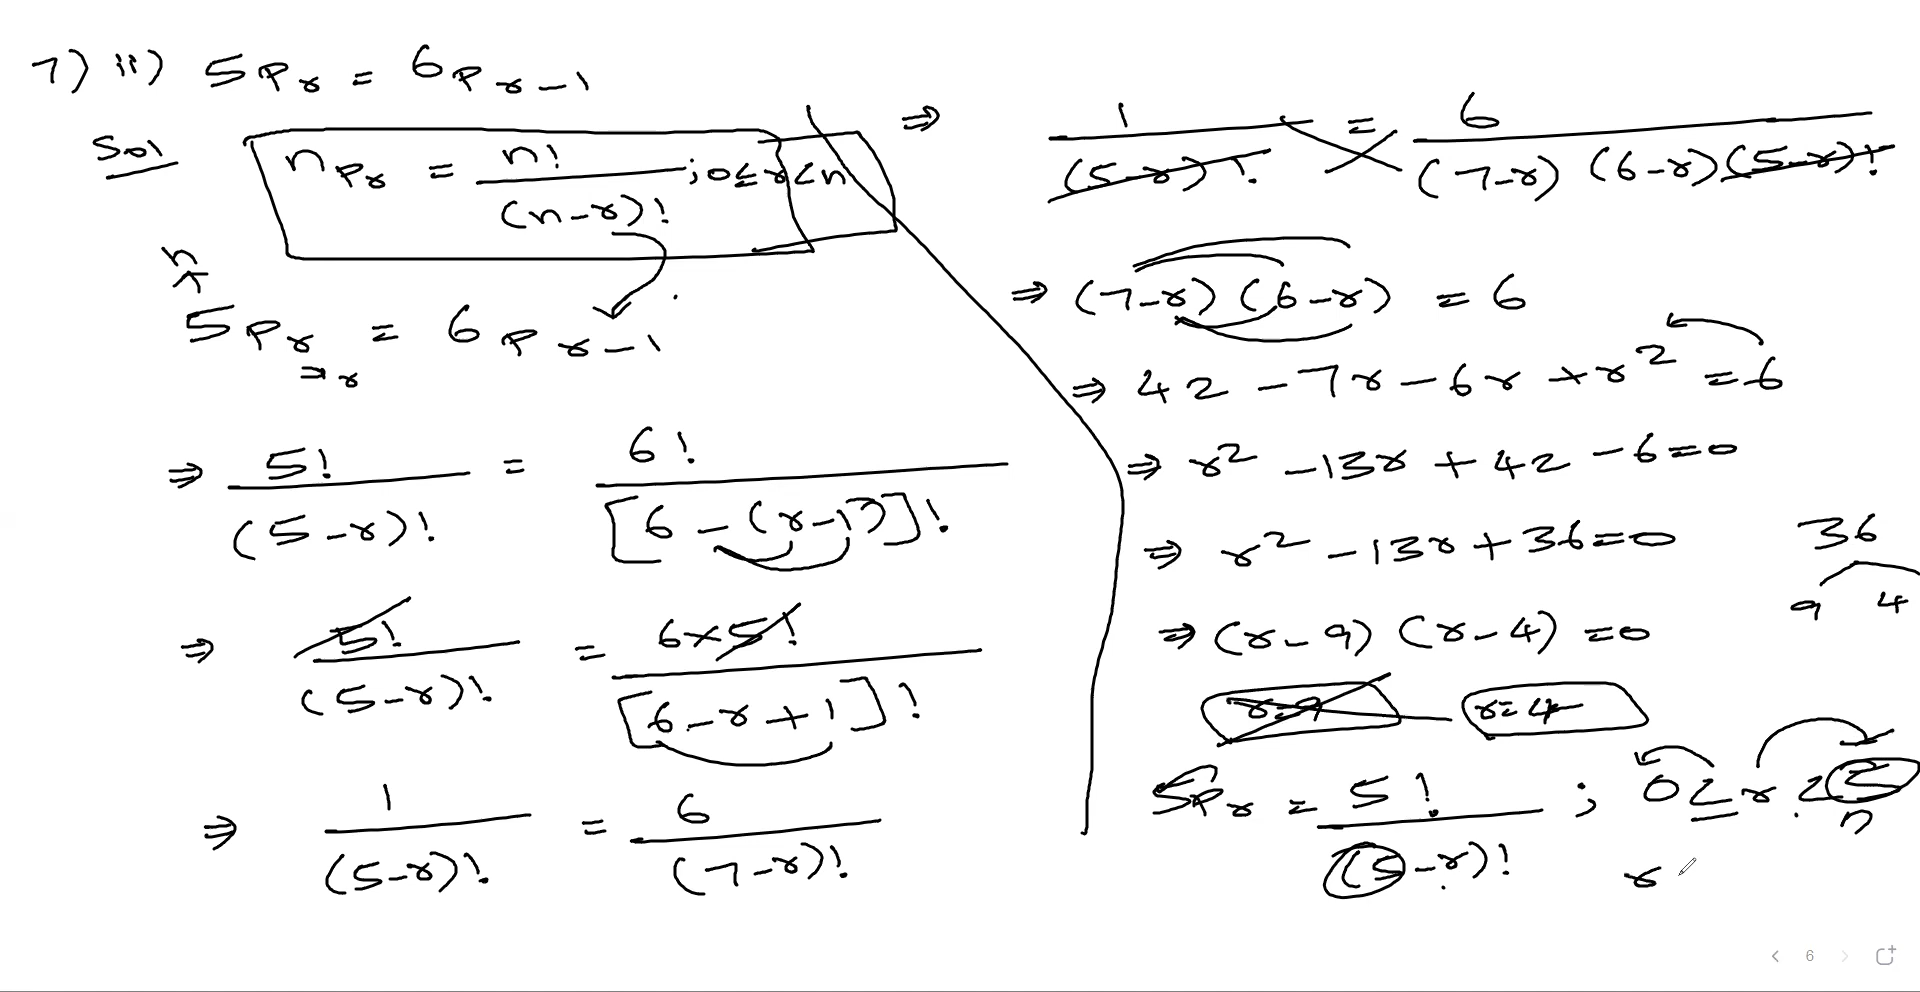 7) ii) 5Pr = 6Pr-1
Sol
nPr = n! / (n-r)! ; 0≤r<n
n
5Pr = 6Pr-1
⇒ r
⇒ 5! / (5-r)! = 6! / [6-(r-1)]!
⇒ 5! / (5-r)! = 6×5! / [6-r+1]!
⇒ 1 / (5-r)! = 6 / (7-r)!
⇒ 1 / (5-r)! = 6 / (7-r) (6-r) (5-r)!
⇒ (7-r) (6-r) = 6
⇒ 42 -7r -6r + r² = 6
⇒ r² -13r + 42 -6=0
⇒ r² -13r + 36=0
36
9 4
⇒ (r-9) (r-4) =0
r=9 r=4
5Pr = 5! / (5-r)! ; 0≤r<5
n
r
6